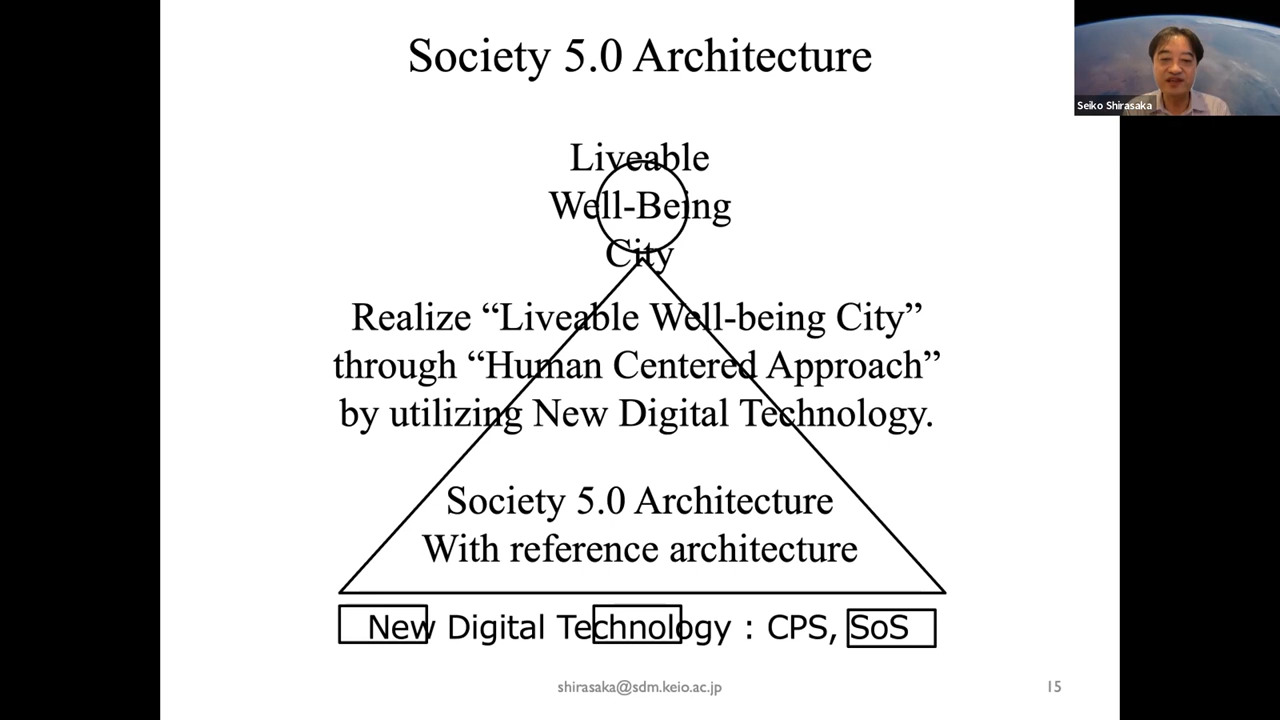 Society 5.0 Architecture
Seiko Shirasaka
Liveable
Well-Being
City
Realize “Liveable Well-being City”
through “Human Centered Approach”
by utilizing New Digital Technology.
Society 5.0 Architecture
With reference architecture
New Digital Technology : CPS, SoS
shirasaka@sdm.keio.ac.jp
15